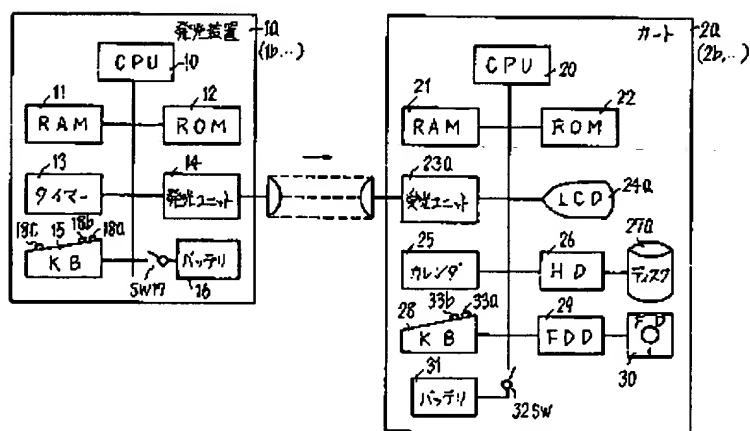 発光装置 1a
(1b,...)
CPU
10
11
RAM
12
ROM
13
タイマー
14
発光ユニット
18c 15 18b 18a
KB
SW17
バッテリ
16
カート 2a
(2b,...)
CPU
20
21
RAM
22
ROM
23a
受光ユニット
LCD
24a
25
カレンダ
26
HD
27a
ディスク
28
33b 33a
KB
29
FDD
FD
30
31
バッテリ
32SW